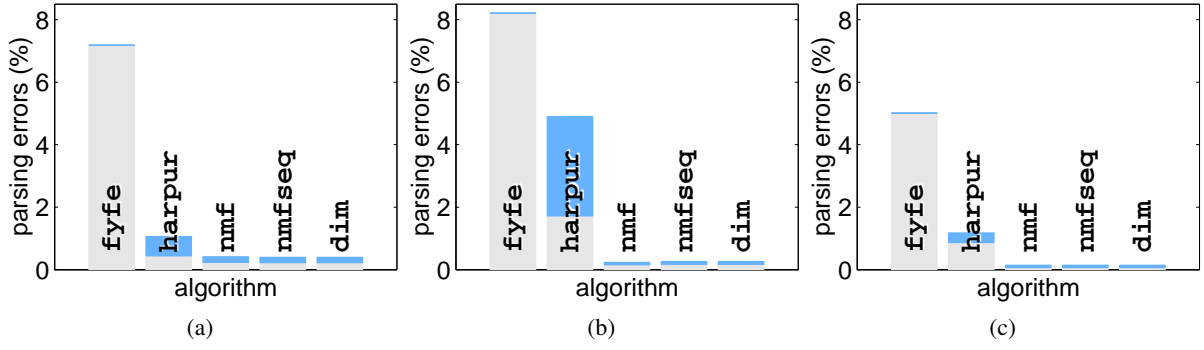 parsing errors (%)
8
6
4
2
0
fyfe
harpur
nmf
nmfseq
dim
algorithm
(a)
parsing errors (%)
8
6
4
2
0
fyfe
harpur
nmf
nmfseq
dim
algorithm
(b)
parsing errors (%)
8
6
4
2
0
fyfe
harpur
nmf
nmfseq
dim
algorithm
(c)